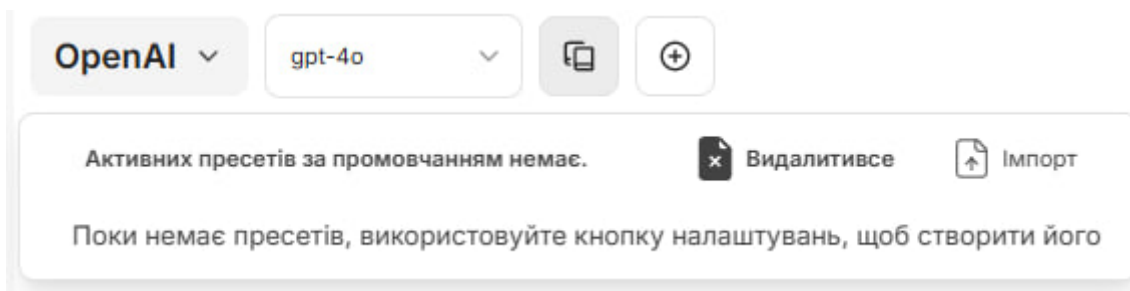 OpenAI gpt-4o
Активних пресетів за промовчанням немає. Видалитивсе Імпорт
Поки немає пресетів, використовуйте кнопку налаштувань, щоб створити його